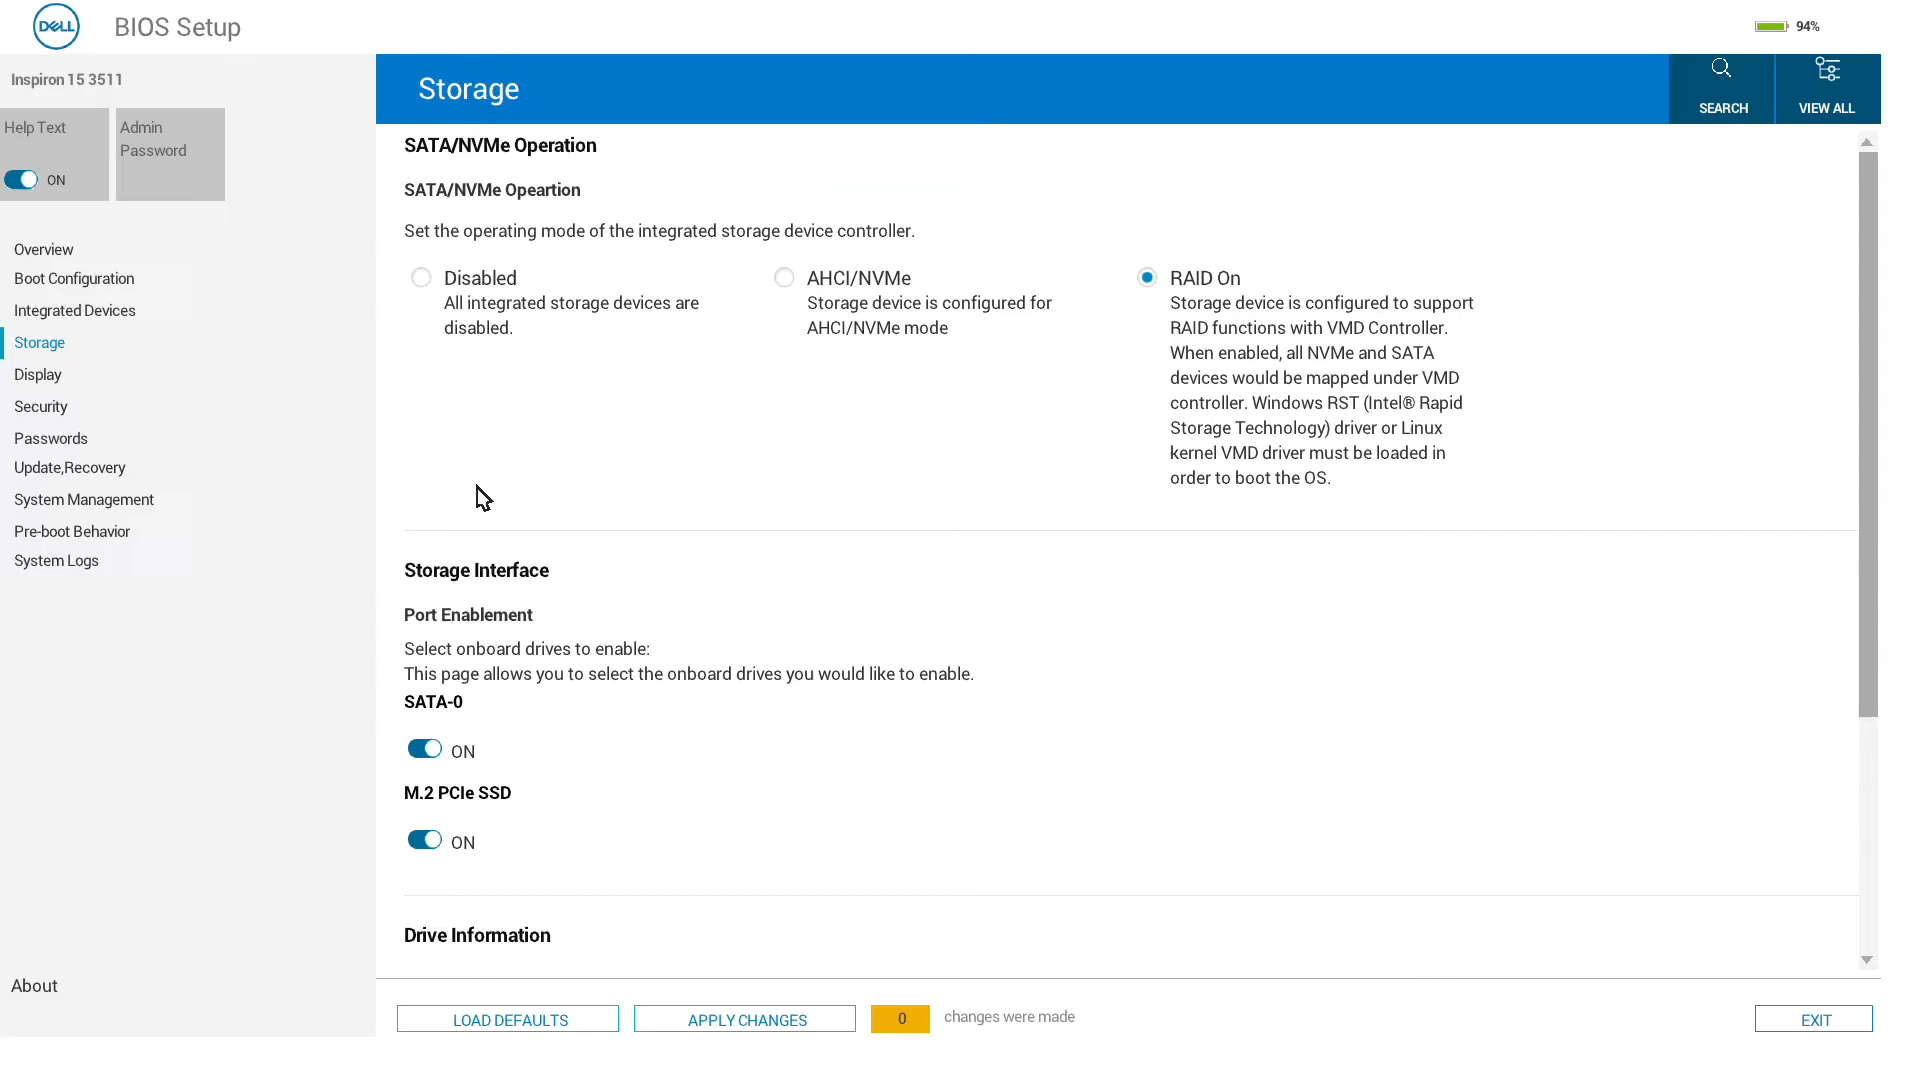 DELL
BIOS Setup
94%
Inspiron 15 3511
Help Text
ON
Admin
Password
Overview
Boot Configuration
Integrated Devices
Storage
Display
Security
Passwords
Update,Recovery
System Management
Pre-boot Behavior
System Logs
About
Storage
SEARCH
VIEW ALL
SATA/NVMe Operation
SATA/NVMe Opeartion
Set the operating mode of the integrated storage device controller.
Disabled
All integrated storage devices are
disabled.
AHCI/NVMe
Storage device is configured for
AHCI/NVMe mode
RAID On
Storage device is configured to support
RAID functions with VMD Controller.
When enabled, all NVMe and SATA
devices would be mapped under VMD
controller. Windows RST (Intel® Rapid
Storage Technology) driver or Linux
kernel VMD driver must be loaded in
order to boot the OS.
Storage Interface
Port Enablement
Select onboard drives to enable:
This page allows you to select the onboard drives you would like to enable.
SATA-0
ON
M.2 PCIe SSD
ON
Drive Information
LOAD DEFAULTS
APPLY CHANGES
0
changes were made
EXIT